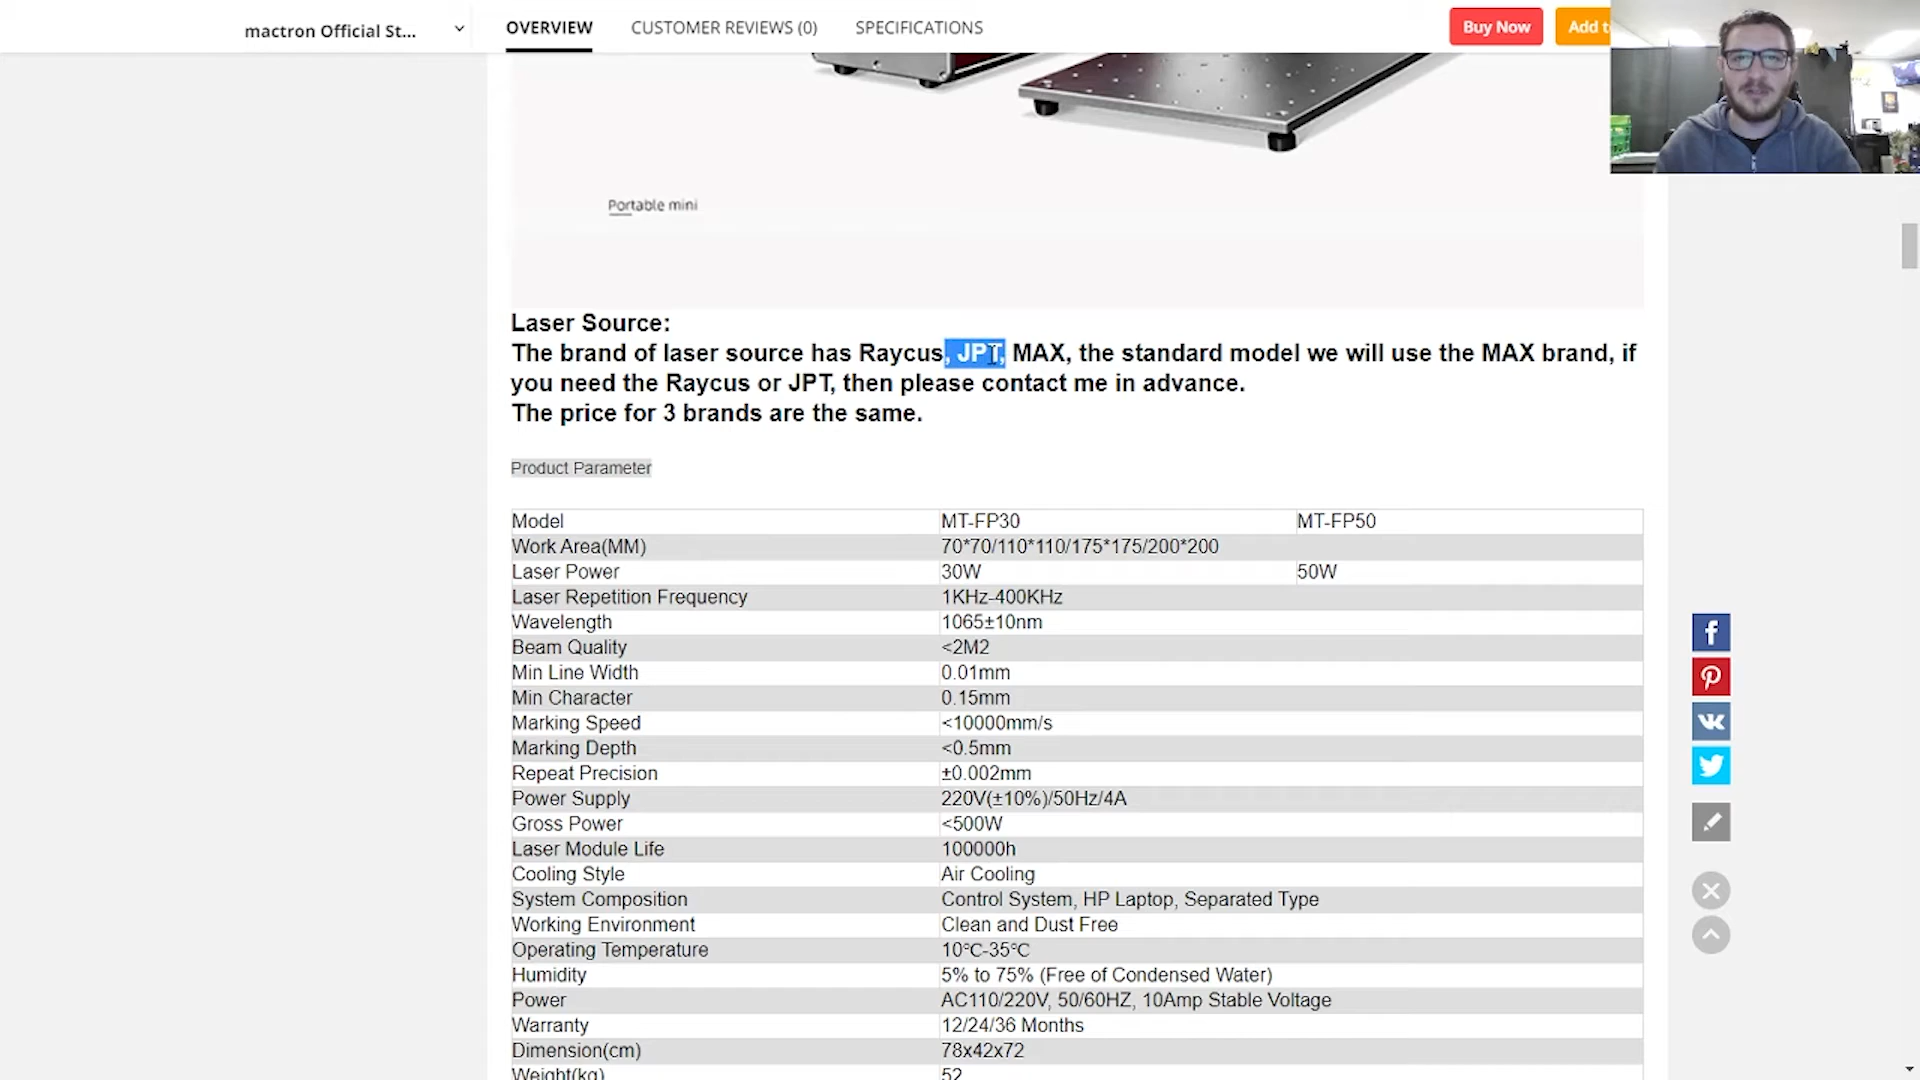 mactron Official St...
OVERVIEW
CUSTOMER REVIEWS (0)
SPECIFICATIONS
Buy Now
Add t
Portable mini
Laser Source:
The brand of laser source has Raycus, JPT, MAX, the standard model we will use the MAX brand, if
you need the Raycus or JPT, then please contact me in advance.
The price for 3 brands are the same.
Product Parameter
Model MT-FP30 MT-FP50
Work Area(MM) 70*70/110*110/175*175/200*200
Laser Power 30W 50W
Laser Repetition Frequency 1KHz-400KHz
Wavelength 1065±10nm
Beam Quality <2M2
Min Line Width 0.01mm
Min Character 0.15mm
Marking Speed <10000mm/s
Marking Depth <0.5mm
Repeat Precision ±0.002mm
Power Supply 220V(±10%)/50Hz/4A
Gross Power <500W
Laser Module Life 100000h
Cooling Style Air Cooling
System Composition Control System, HP Laptop, Separated Type
Working Environment Clean and Dust Free
Operating Temperature 10℃-35℃
Humidity 5% to 75% (Free of Condensed Water)
Power AC110/220V, 50/60HZ, 10Amp Stable Voltage
Warranty 12/24/36 Months
Dimension(cm) 78x42x72
Weight(kg) 52